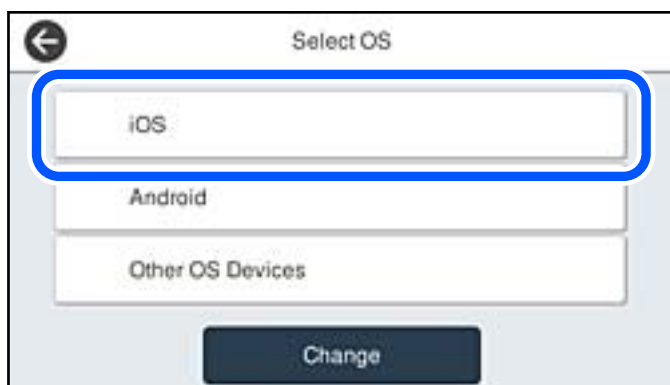 Select OS
iOS
Android
Other OS Devices
Change